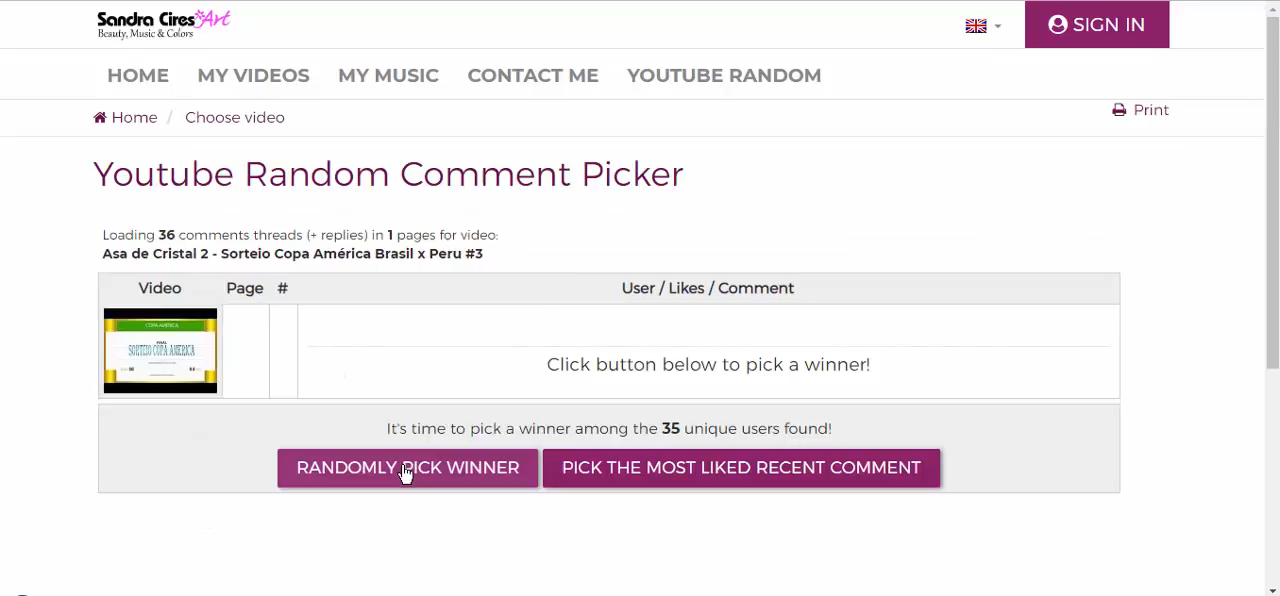 Sandra Cires Art
Beauty, Music & Colors
SIGN IN
HOME MY VIDEOS MY MUSIC CONTACT ME YOUTUBE RANDOM
Home / Choose video
Print
Youtube Random Comment Picker
Loading 36 comments threads (+ replies) in 1 pages for video:
Asa de Cristal 2 - Sorteio Copa América Brasil x Peru #3
Video Page # User / Likes / Comment
COPA AMÉRICA
SORTEIO COPA AMERICA
Click button below to pick a winner!
It's time to pick a winner among the 35 unique users found!
RANDOMLY PICK WINNER PICK THE MOST LIKED RECENT COMMENT